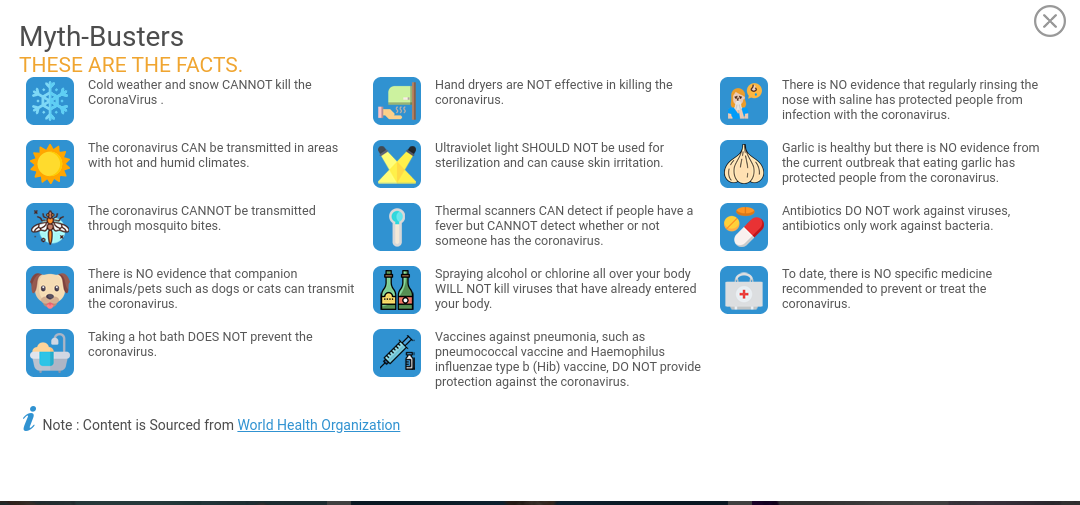 Myth-Busters
THESE ARE THE FACTS.
Cold weather and snow CANNOT kill the
CoronaVirus .
The coronavirus CAN be transmitted in areas
with hot and humid climates.
The coronavirus CANNOT be transmitted
through mosquito bites.
There is NO evidence that companion
animals/pets such as dogs or cats can transmit
the coronavirus.
Taking a hot bath DOES NOT prevent the
coronavirus.
Hand dryers are NOT effective in killing the
coronavirus.
Ultraviolet light SHOULD NOT be used for
sterilization and can cause skin irritation.
Thermal scanners CAN detect if people have a
fever but CANNOT detect whether or not
someone has the coronavirus.
Spraying alcohol or chlorine all over your body
WILL NOT kill viruses that have already entered
your body.
Vaccines against pneumonia, such as
pneumococcal vaccine and Haemophilus
influenzae type b (Hib) vaccine, DO NOT provide
protection against the coronavirus.
There is NO evidence that regularly rinsing the
nose with saline has protected people from
infection with the coronavirus.
Garlic is healthy but there is NO evidence from
the current outbreak that eating garlic has
protected people from the coronavirus.
Antibiotics DO NOT work against viruses,
antibiotics only work against bacteria.
To date, there is NO specific medicine
recommended to prevent or treat the
coronavirus.
Note : Content is Sourced from World Health Organization